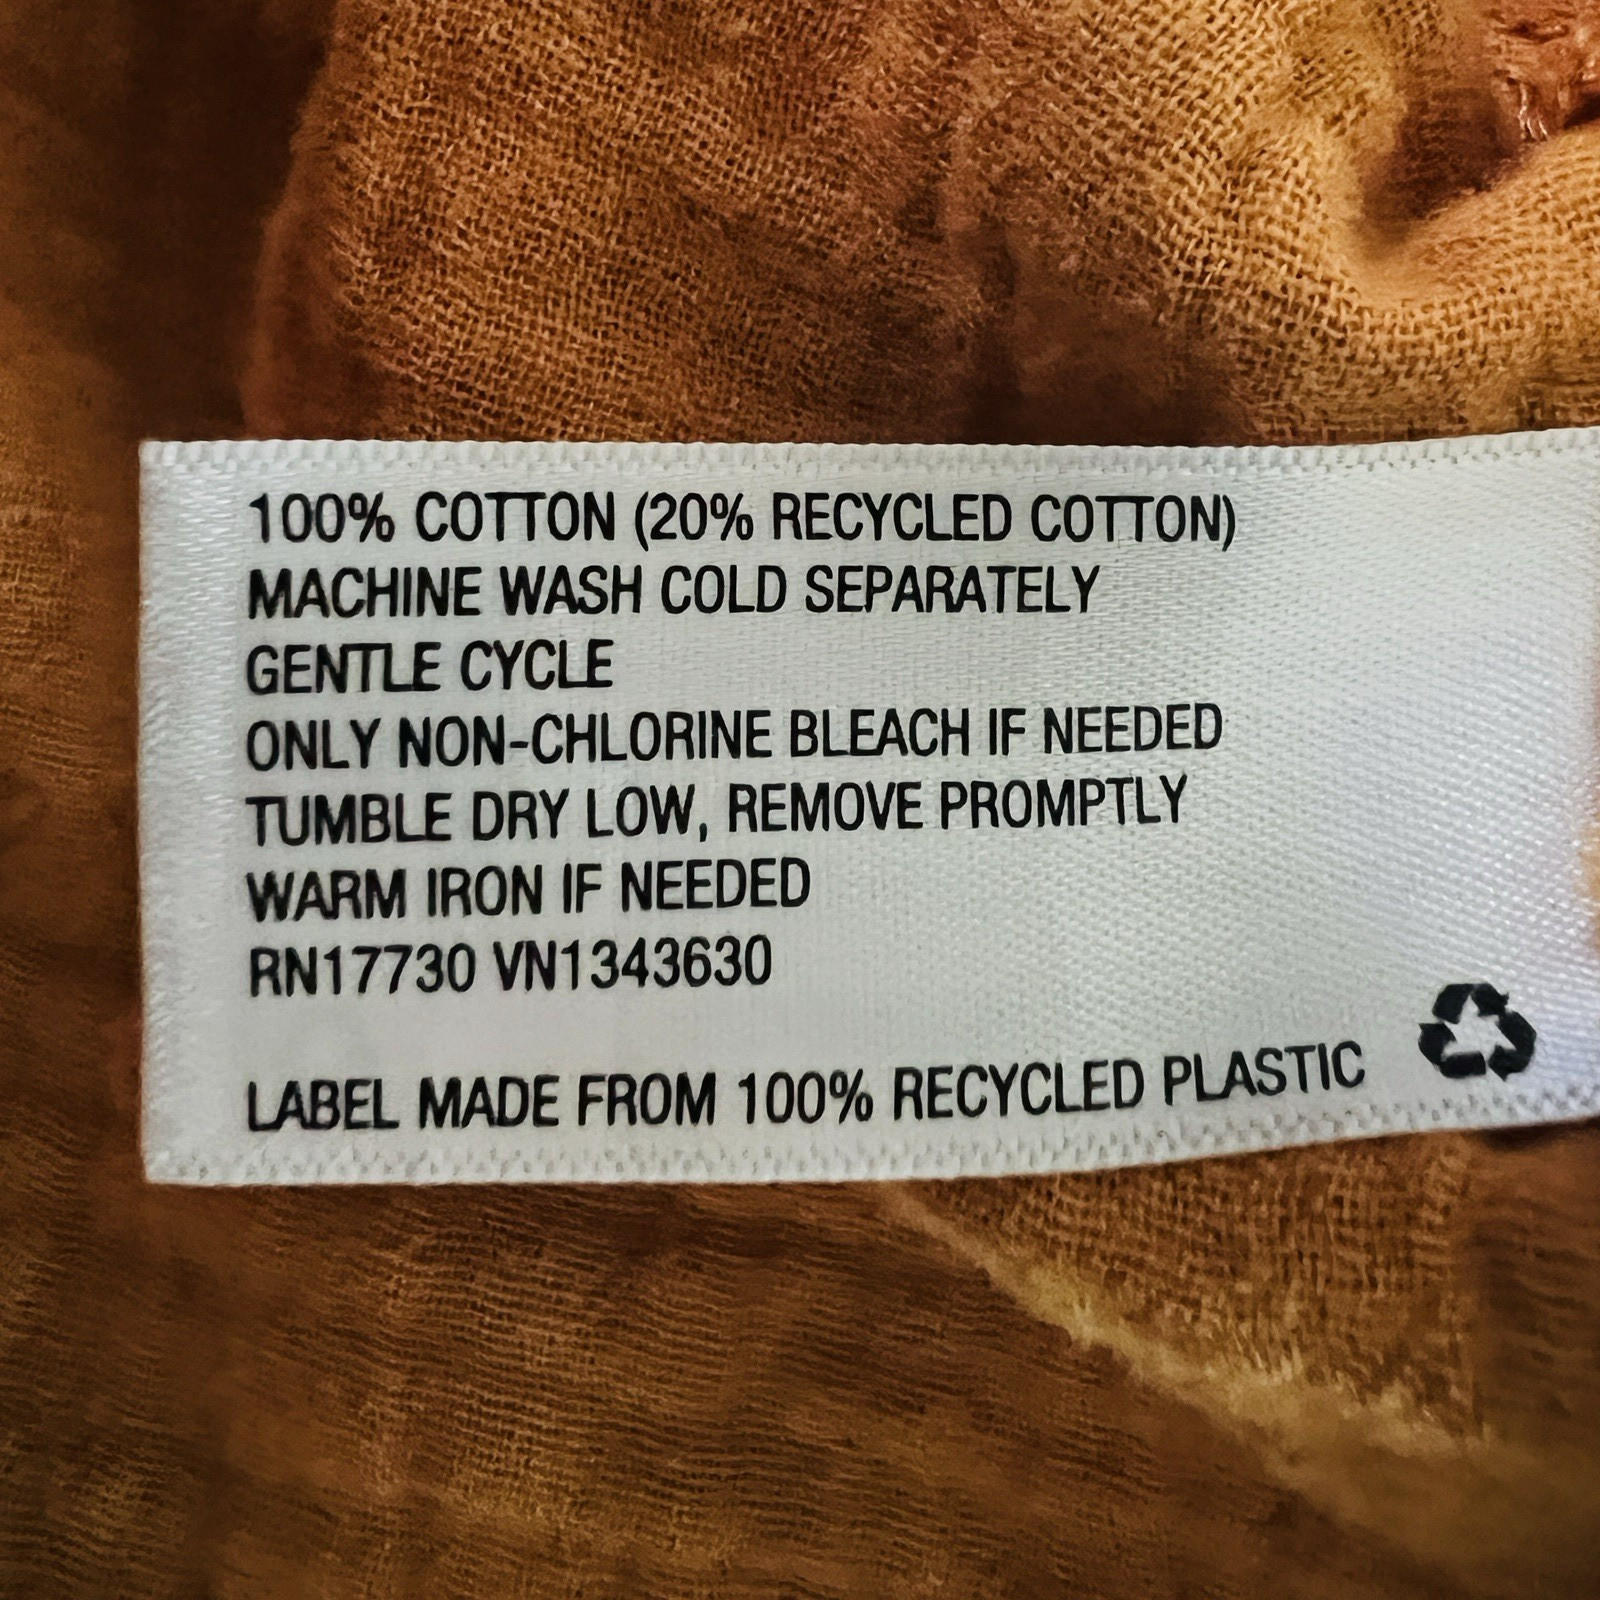 100% COTTON (20% RECYCLED COTTON)
MACHINE WASH COLD SEPARATELY
GENTLE CYCLE
ONLY NON-CHLORINE BLEACH IF NEEDED
TUMBLE DRY LOW, REMOVE PROMPTLY
WARM IRON IF NEEDED
RN17730 VN1343630
LABEL MADE FROM 100% RECYCLED PLASTIC